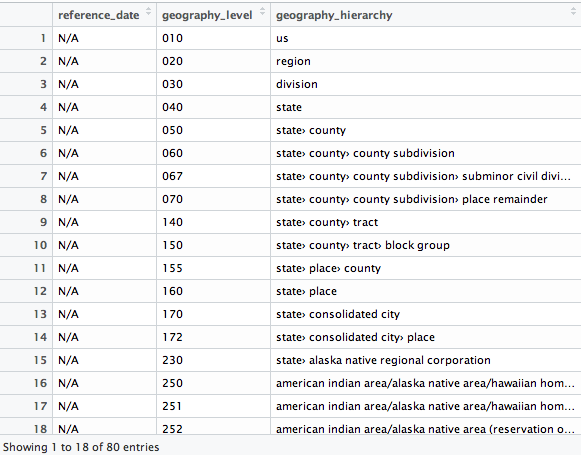 reference_date geography_level geography_hierarchy
1 N/A 010 us
2 N/A 020 region
3 N/A 030 division
4 N/A 040 state
5 N/A 050 state› county
6 N/A 060 state› county› county subdivision
7 N/A 067 state› county› county subdivision› subminor civil divi...
8 N/A 070 state› county› county subdivision› place remainder
9 N/A 140 state› county› tract
10 N/A 150 state› county› tract› block group
11 N/A 155 state› place› county
12 N/A 160 state› place
13 N/A 170 state› consolidated city
14 N/A 172 state› consolidated city› place
15 N/A 230 state› alaska native regional corporation
16 N/A 250 american indian area/alaska native area/hawaiian hom...
17 N/A 251 american indian area/alaska native area/hawaiian hom...
18 N/A 252 american indian area/alaska native area (reservation o...
Showing 1 to 18 of 80 entries